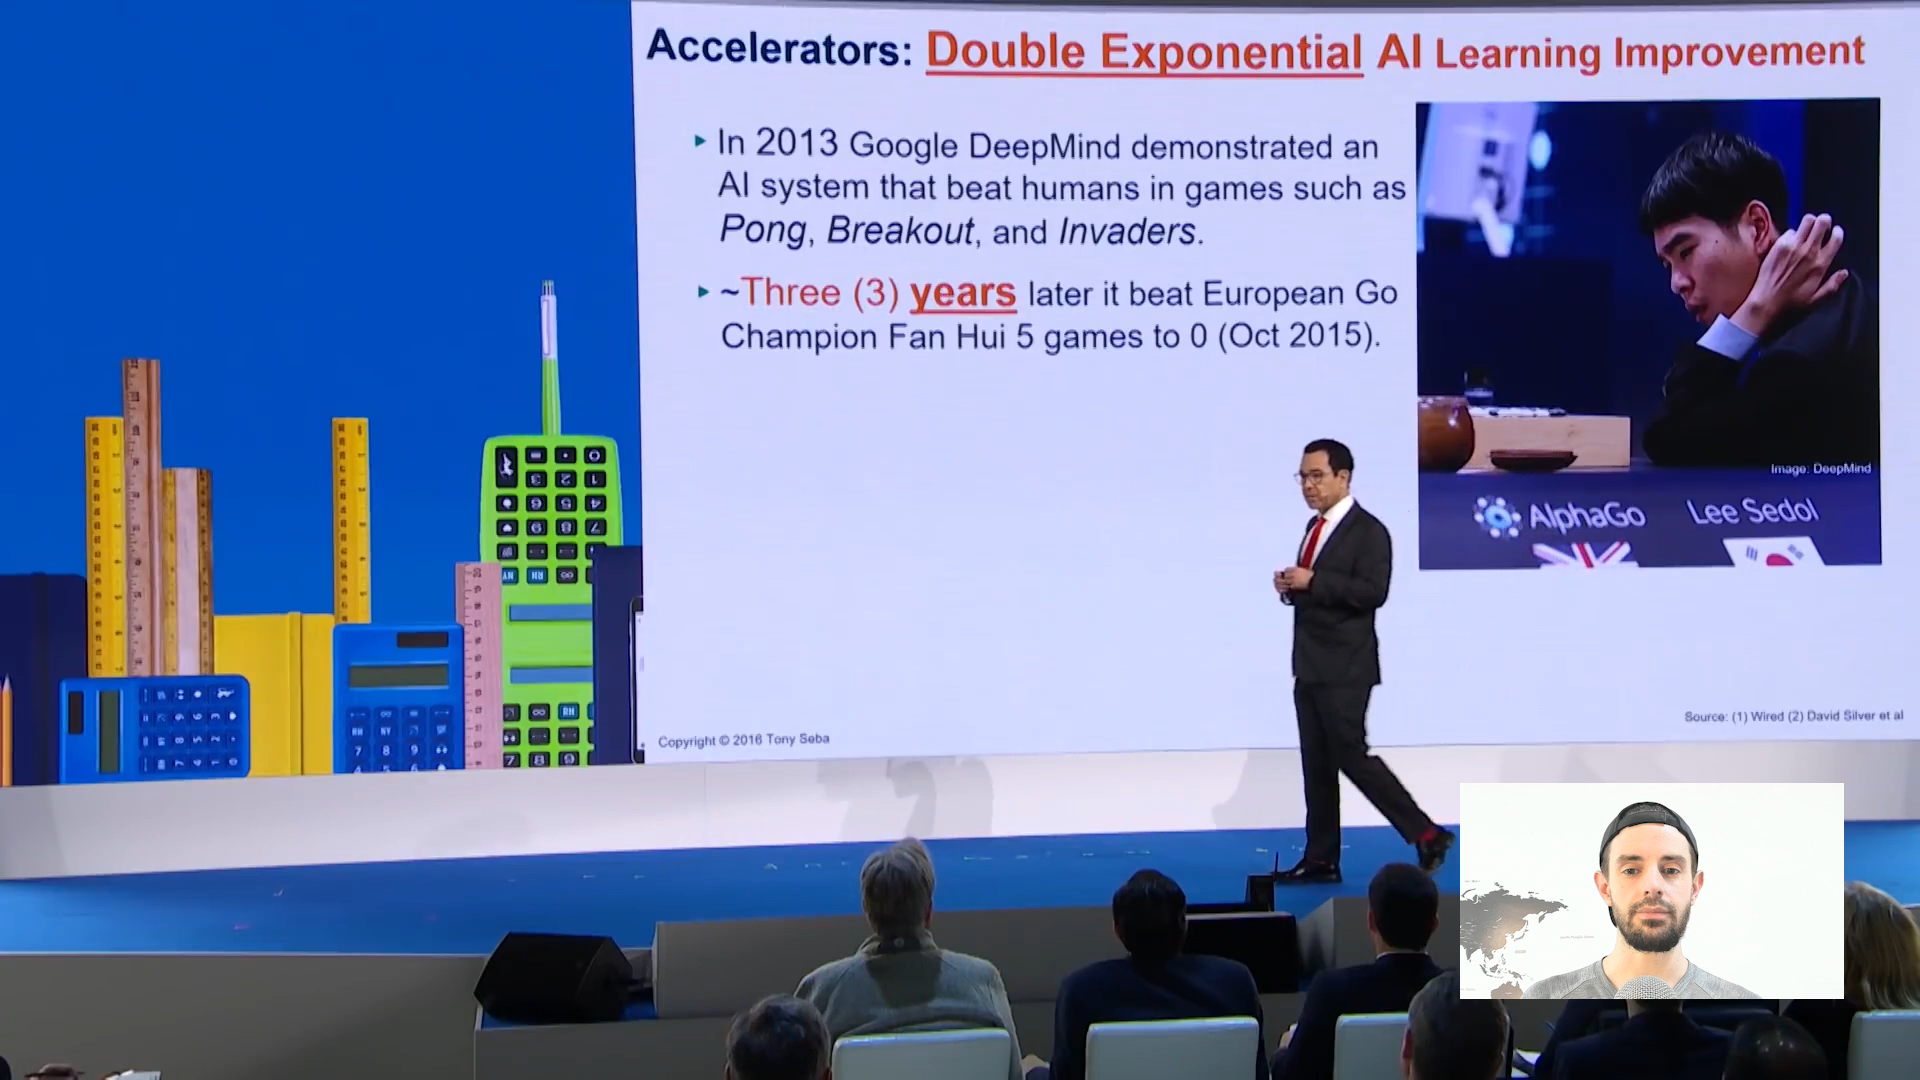 Accelerators: Double Exponential AI Learning Improvement
▸ In 2013 Google DeepMind demonstrated an
AI system that beat humans in games such as
Pong, Breakout, and Invaders.
▸ ~Three (3) years later it beat European Go
Champion Fan Hui 5 games to 0 (Oct 2015).
Image: DeepMind
AlphaGo
Lee Sedol
Source: (1) Wired (2) David Silver et al
Copyright © 2016 Tony Seba